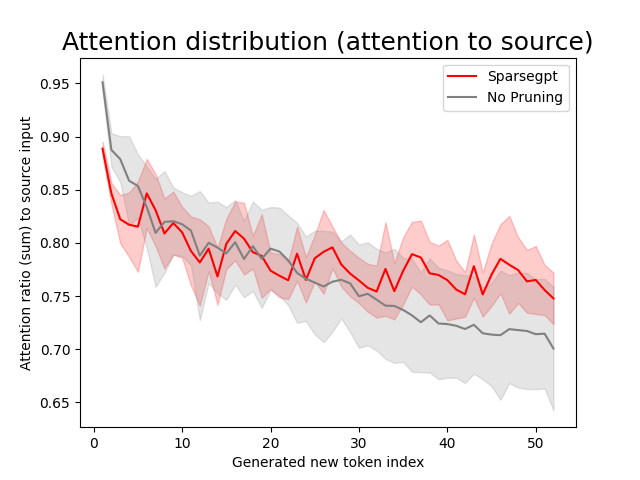 Attention distribution (attention to source)
Sparsegpt
No Pruning
Attention ratio (sum) to source input
0.95
0.90
0.85
0.80
0.75
0.70
0.65
0 10 20 30 40 50
Generated new token index